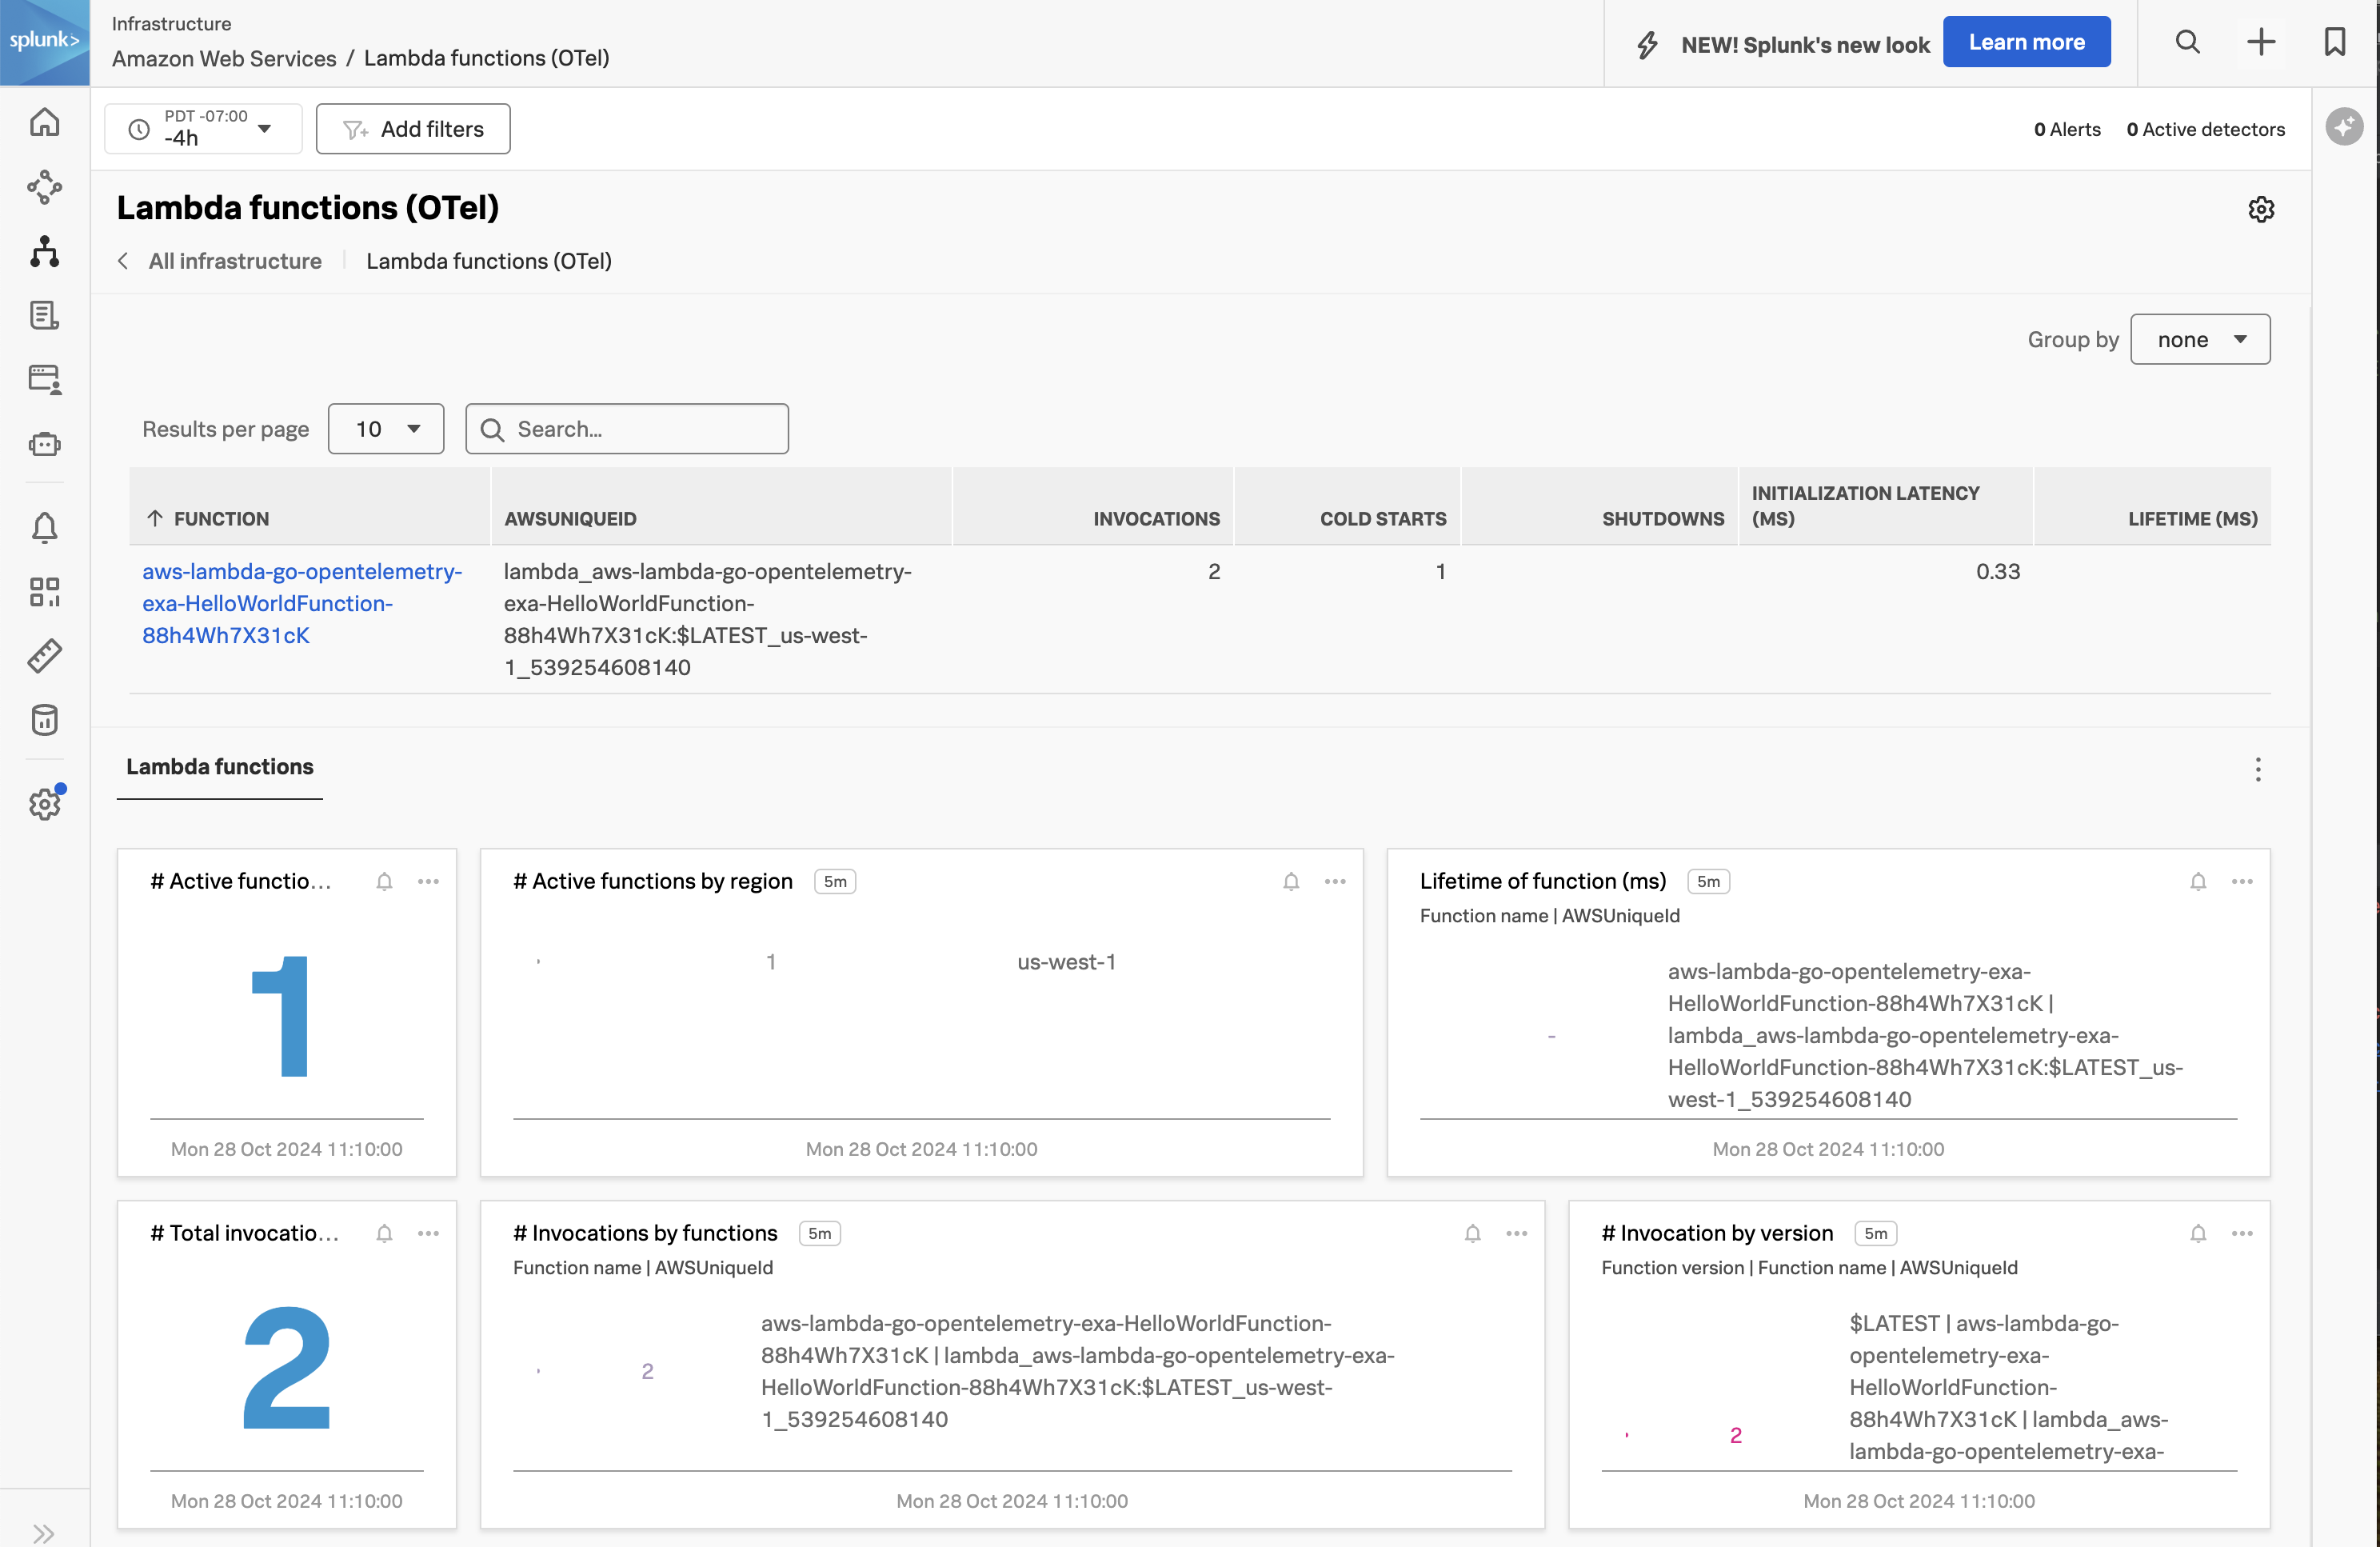 splunk>
Infrastructure
Amazon Web Services / Lambda functions (OTel)
NEW! Splunk's new look
Learn more
PDT -07:00
-4h
Add filters
0 Alerts
0 Active detectors
Lambda functions (OTel)
All infrastructure
Lambda functions (OTel)
Group by
none
Results per page
10
Search...
FUNCTION
AWSUNIQUEID
INVOCATIONS
COLD STARTS
SHUTDOWNS
INITIALIZATION LATENCY
(MS)
LIFETIME (MS)
aws-lambda-go-opentelemetry-
exa-HelloWorldFunction-
88h4Wh7X31cK
lambda_aws-lambda-go-opentelemetry-
exa-HelloWorldFunction-
88h4Wh7X31cK:$LATEST_us-west-
1_539254608140
2
1
0.33
Lambda functions
# Active functio...
1
Mon 28 Oct 2024 11:10:00
# Active functions by region
5m
1
us-west-1
Mon 28 Oct 2024 11:10:00
Lifetime of function (ms)
5m
Function name | AWSUniqueId
-
aws-lambda-go-opentelemetry-exa-
HelloWorldFunction-88h4Wh7X31cK |
lambda_aws-lambda-go-opentelemetry-exa-
HelloWorldFunction-88h4Wh7X31cK:$LATEST_us-
west-1_539254608140
Mon 28 Oct 2024 11:10:00
# Total invocatio...
2
Mon 28 Oct 2024 11:10:00
# Invocations by functions
5m
Function name | AWSUniqueId
2
aws-lambda-go-opentelemetry-exa-HelloWorldFunction-
88h4Wh7X31cK | lambda_aws-lambda-go-opentelemetry-exa-
HelloWorldFunction-88h4Wh7X31cK:$LATEST_us-west-
1_539254608140
Mon 28 Oct 2024 11:10:00
# Invocation by version
5m
Function version | Function name | AWSUniqueId
2
$LATEST | aws-lambda-go-
opentelemetry-exa-
HelloWorldFunction-
88h4Wh7X31cK | lambda_aws-
lambda-go-opentelemetry-exa-
Mon 28 Oct 2024 11:10:00